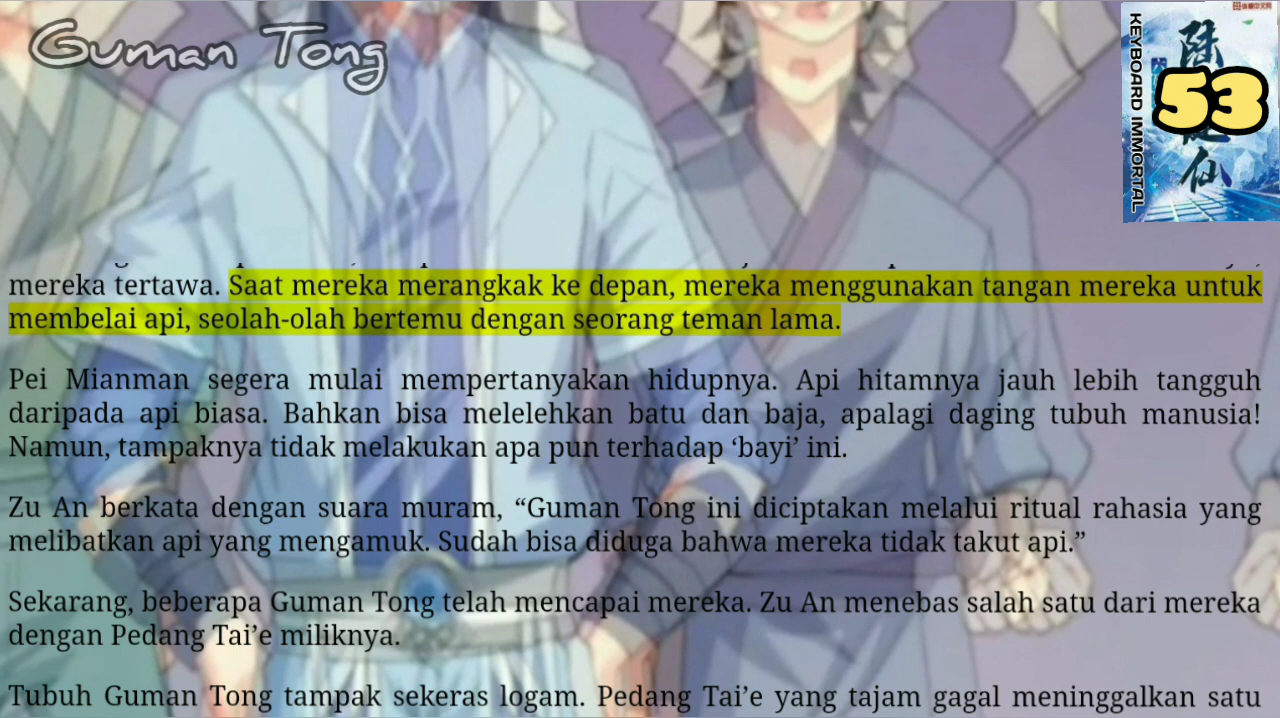 Guman Tong
KEYBOARD IMMORTAL
53
仙
mereka tertawa. Saat mereka merangkak ke depan, mereka menggunakan tangan mereka untuk
membelai api, seolah-olah bertemu dengan seorang teman lama.
Pei Mianman segera mulai mempertanyakan hidupnya. Api hitamnya jauh lebih tangguh
daripada api biasa. Bahkan bisa melelehkan batu dan baja, apalagi daging tubuh manusia!
Namun, tampaknya tidak melakukan apa pun terhadap ‘bayi’ ini.
Zu An berkata dengan suara muram, “Guman Tong ini diciptakan melalui ritual rahasia yang
melibatkan api yang mengamuk. Sudah bisa diduga bahwa mereka tidak takut api.”
Sekarang, beberapa Guman Tong telah mencapai mereka. Zu An menebas salah satu dari mereka
dengan Pedang Tai’e miliknya.
Tubuh Guman Tong tampak sekeras logam. Pedang Tai’e yang tajam gagal meninggalkan satu